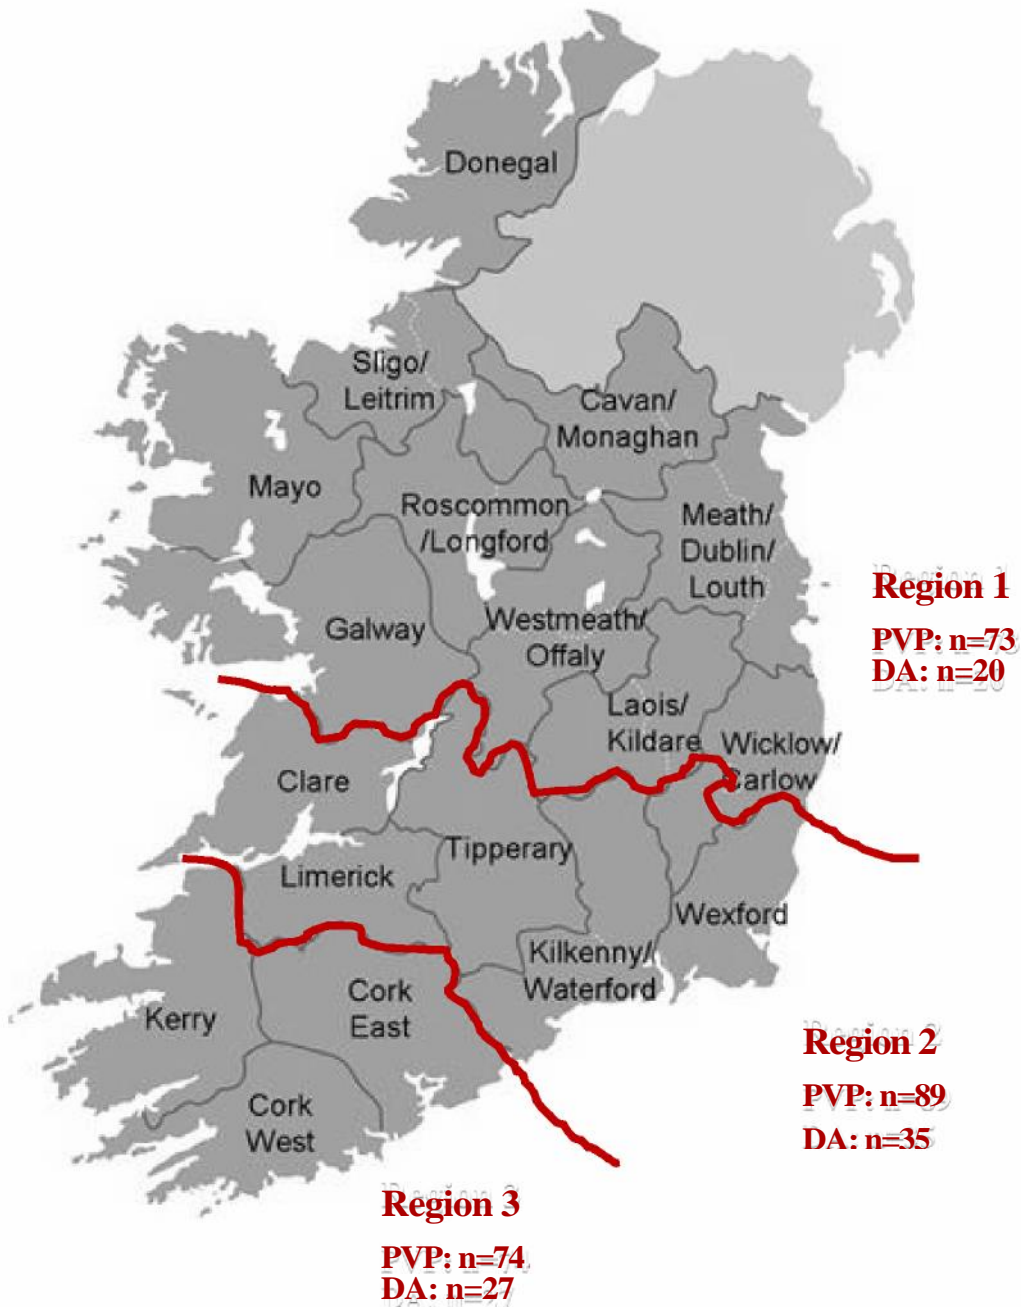 Donegal
Sligo/
Leitrim
Cavan/
Monaghan
Mayo
Roscommon
/Longford
Meath/
Dublin/
Louth
Region 1
PVP: n=73
DA: n=20
Galway
Westmeath/
Offaly
Laois/
Kildare
Wicklow/
Carlow
Clare
Tipperary
Limerick
Wexford
Kilkenny/
Waterford
Cork
East
Kerry
Region 2
PVP: n=89
DA: n=35
Cork
West
Region 3
PVP: n=74
DA: n=27